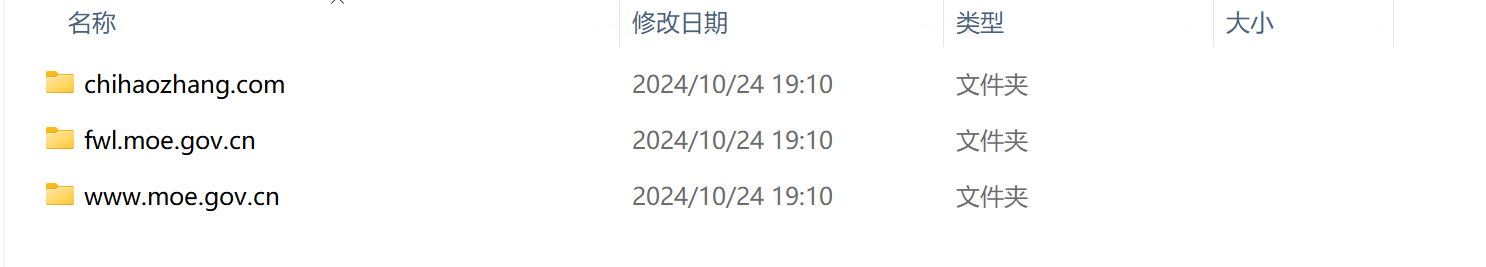 名称 修改日期 类型 大小
chihaozhang.com 2024/10/24 19:10 文件夹
fwl.moe.gov.cn 2024/10/24 19:10 文件夹
www.moe.gov.cn 2024/10/24 19:10 文件夹